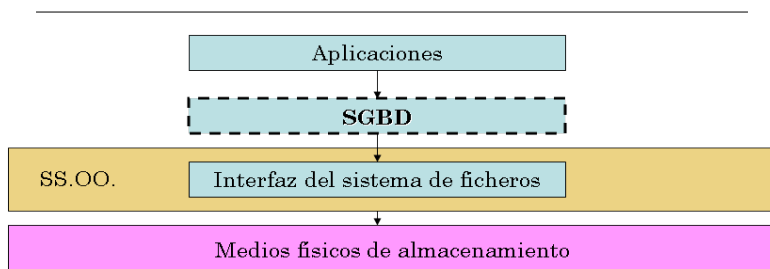 Aplicaciones
SGBD
SS.OO.
Interfaz del sistema de ficheros
Medios físicos de almacenamiento